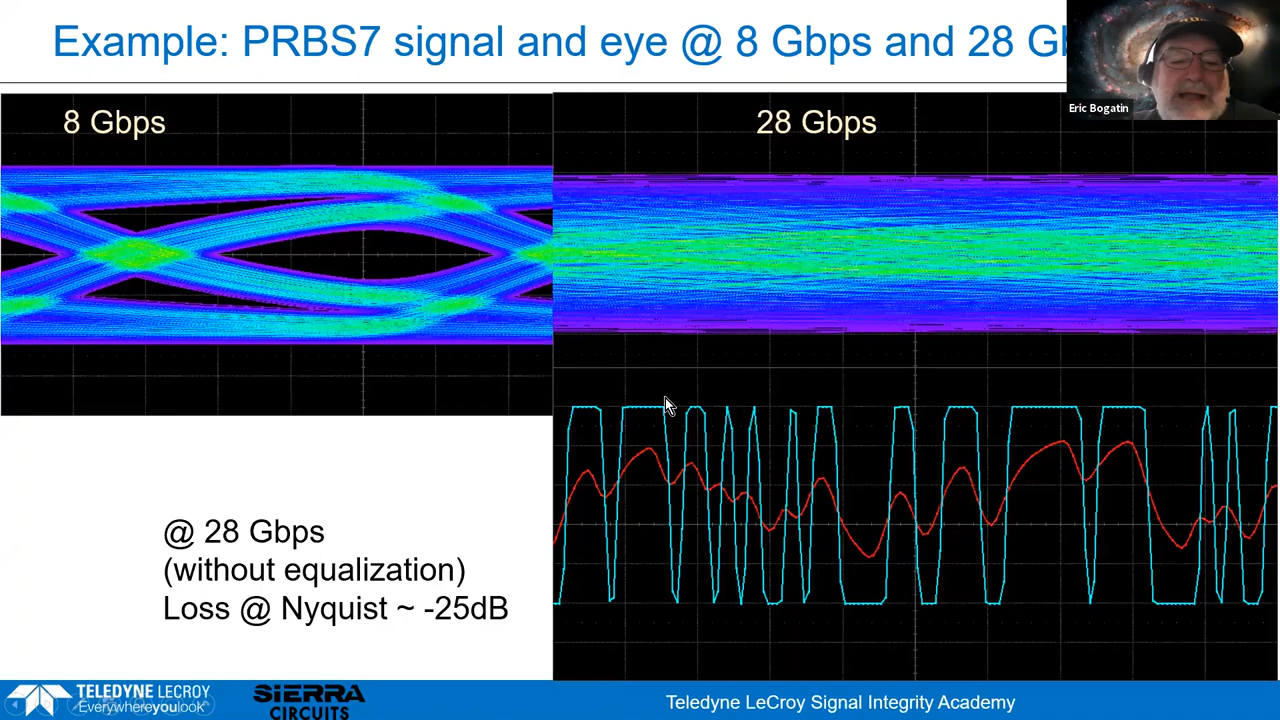 Example: PRBS7 signal and eye @ 8 Gbps and 28 Gb
Eric Bogatin
8 Gbps
28 Gbps
@ 28 Gbps
(without equalization)
Loss @ Nyquist ~ -25dB
TELEDYNE LECROY
Everywhereyoulook
SIERRA
CIRCUITS
Teledyne LeCroy Signal Integrity Academy